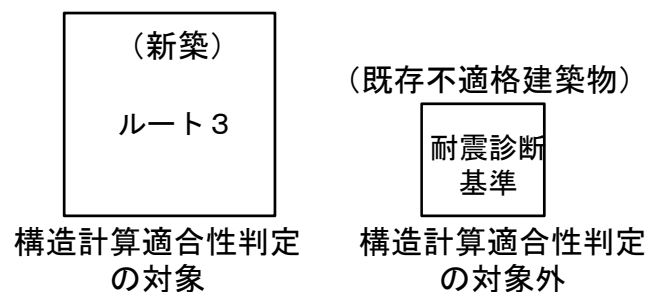 （新築）
ルート３
構造計算適合性判定
の対象
（既存不適格建築物）
耐震診断
基準
構造計算適合性判定
の対象外